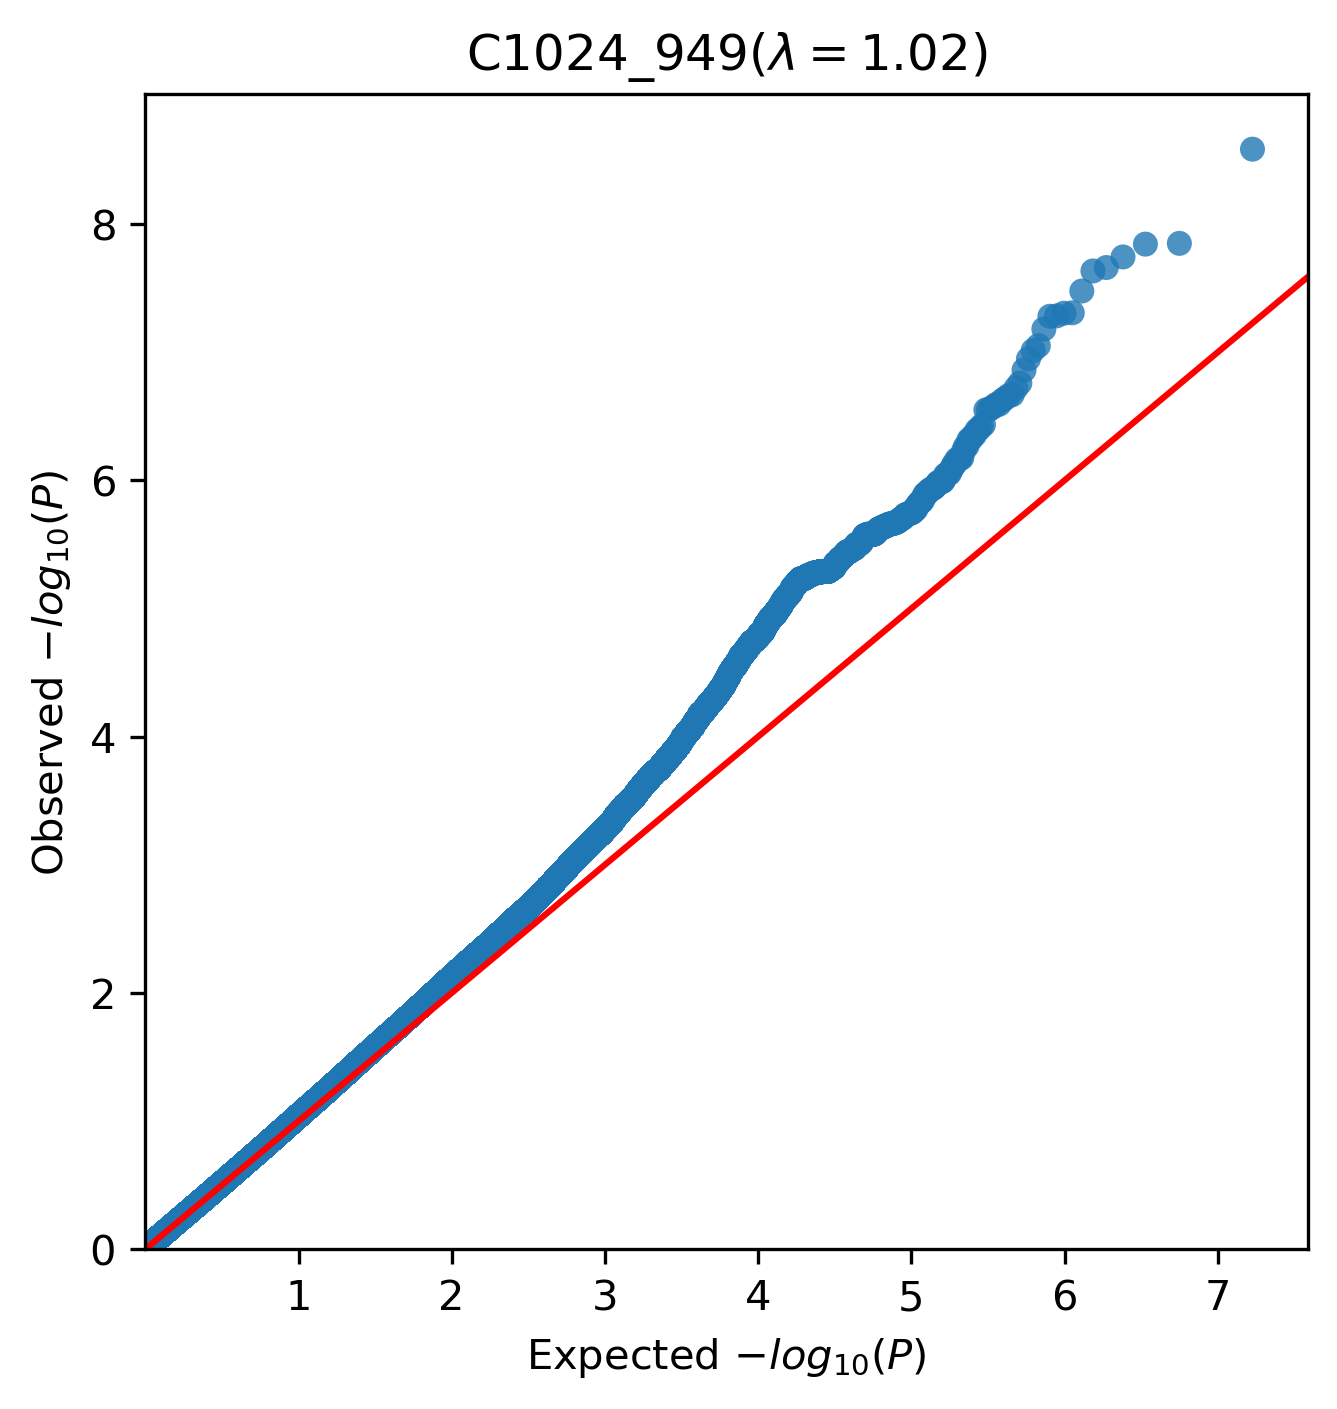 C1024_949(λ = 1.02)
Observed −log₁₀(P)
8
6
4
2
0
1 2 3 4 5 6 7
Expected −log₁₀(P)